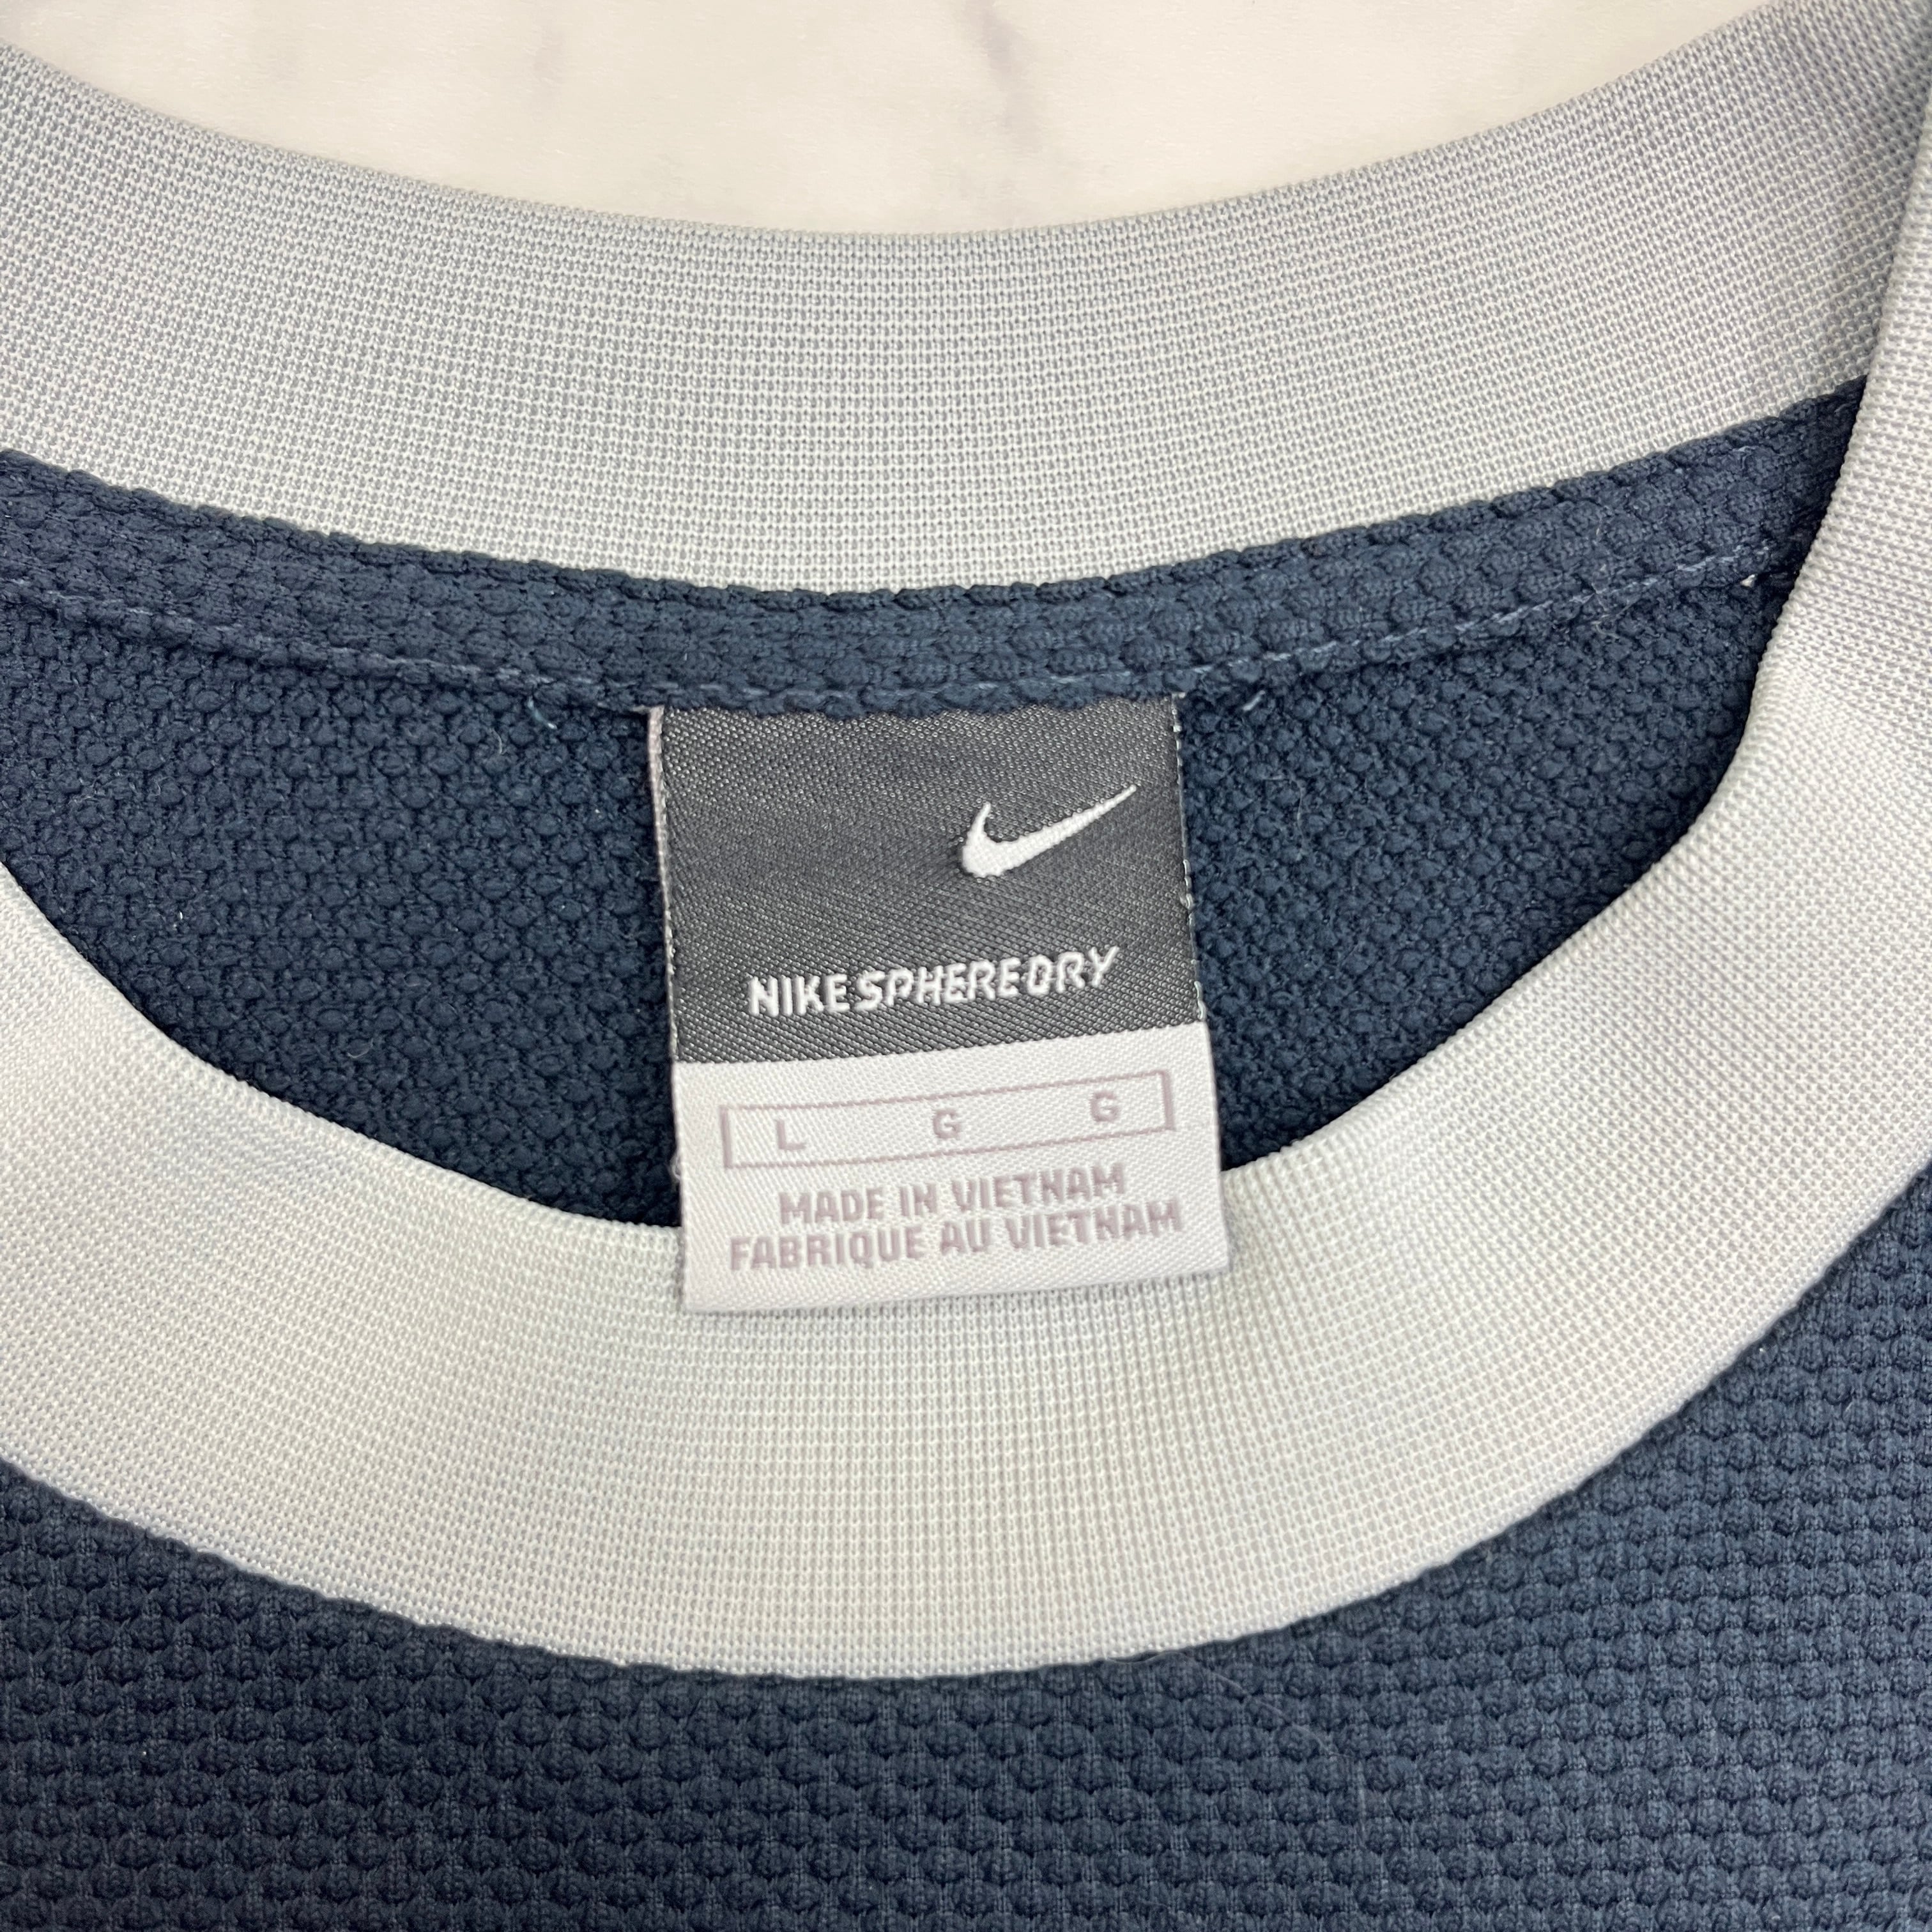 NIKE SPHERE DRY
L G G
MADE IN VIETNAM
FABRIQUE AU VIETNAM